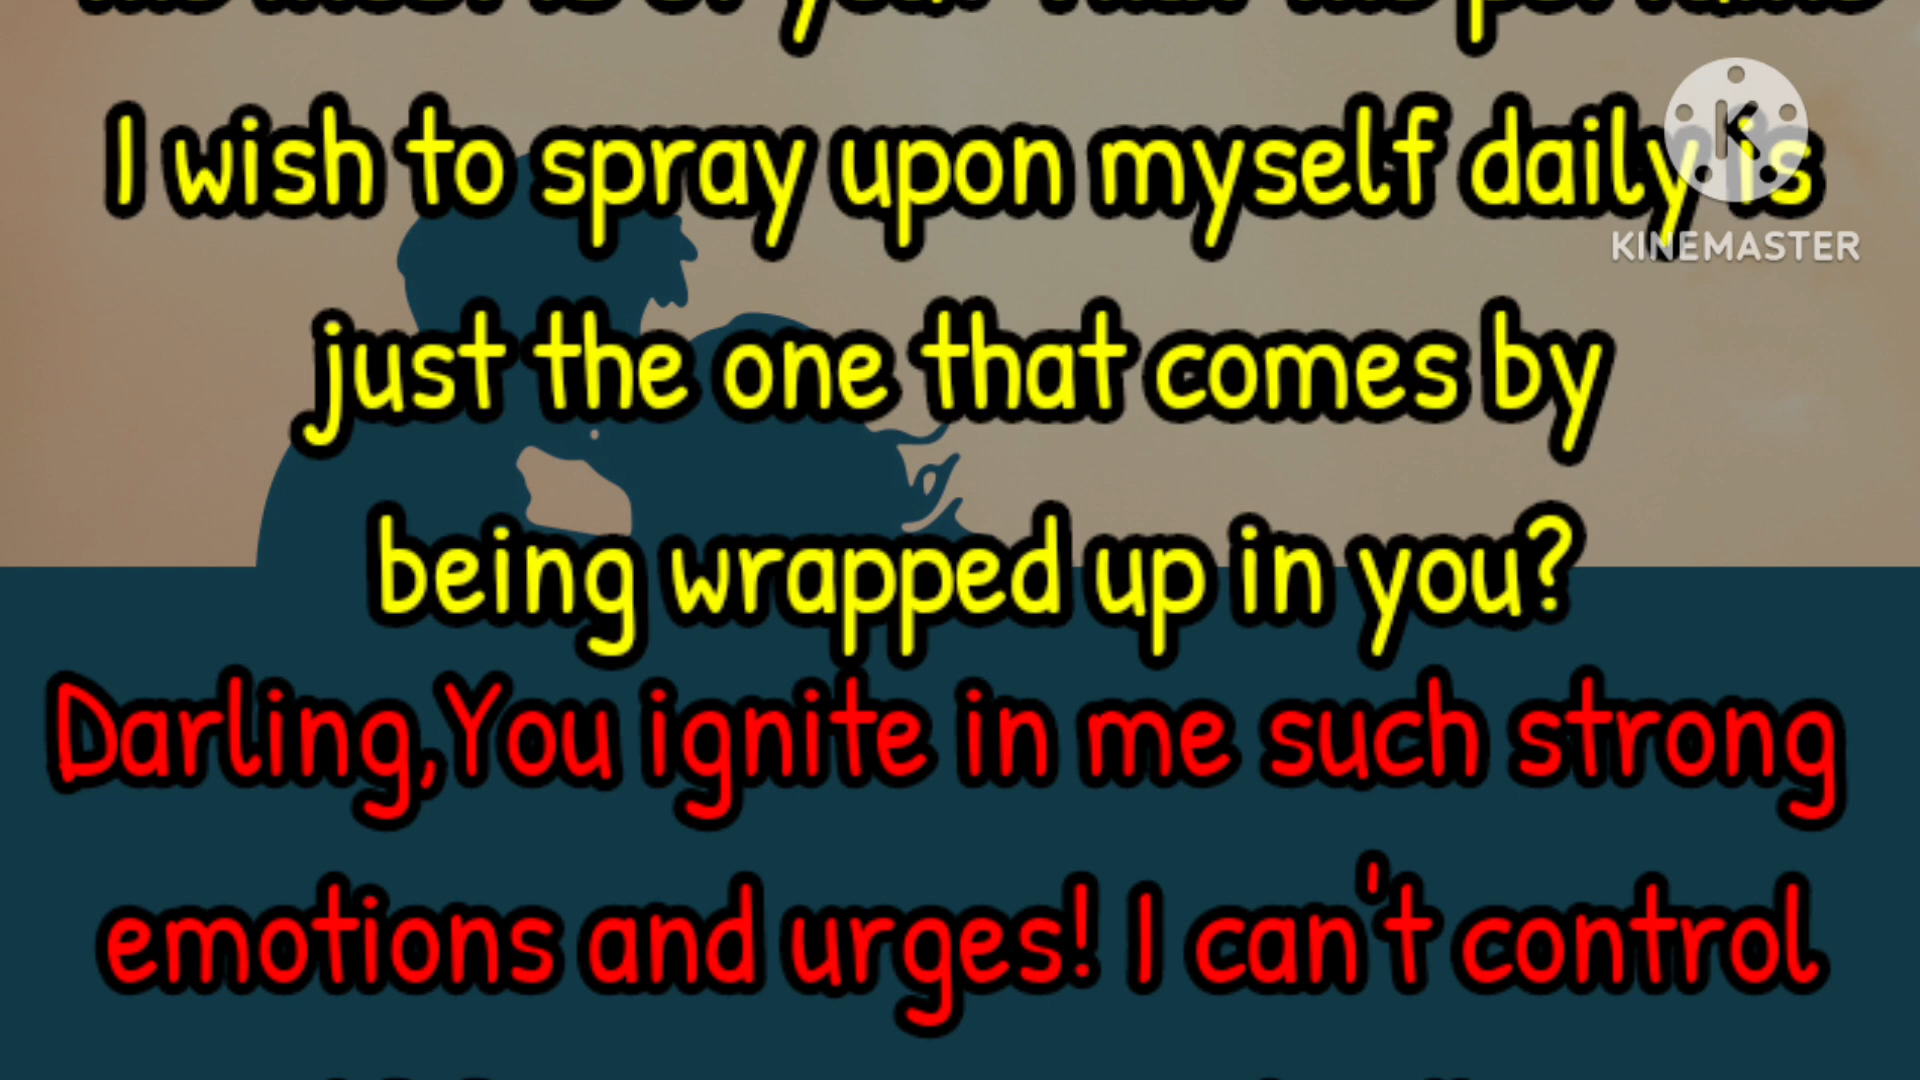 I wish to spray upon myself daily is
KINEMASTER
just the one that comes by
being wrapped up in you?
Darling,You ignite in me such strong
emotions and urges! I can't control